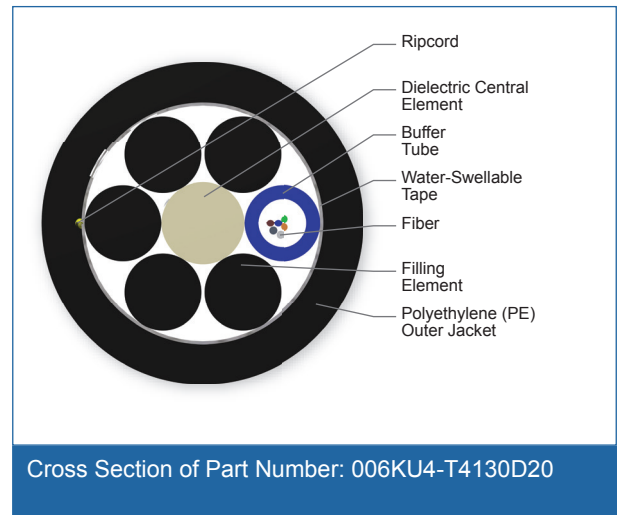 Ripcord
Dielectric Central
Element
Buffer
Tube
Water-Swellable
Tape
Fiber
Filling
Element
Polyethylene (PE)
Outer Jacket
Cross Section of Part Number: 006KU4-T4130D20